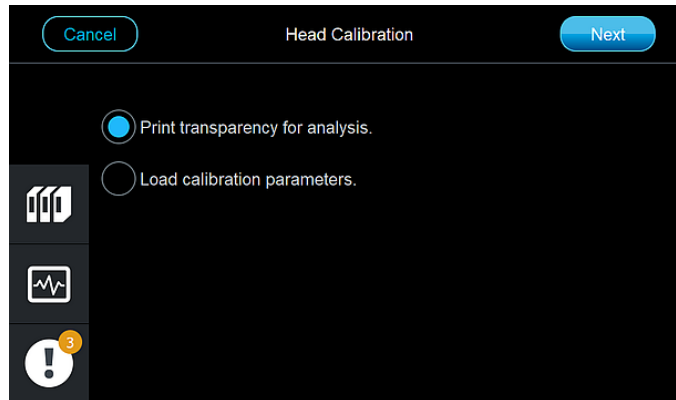 Cancel
Head Calibration
Next
Print transparency for analysis.
Load calibration parameters.
3